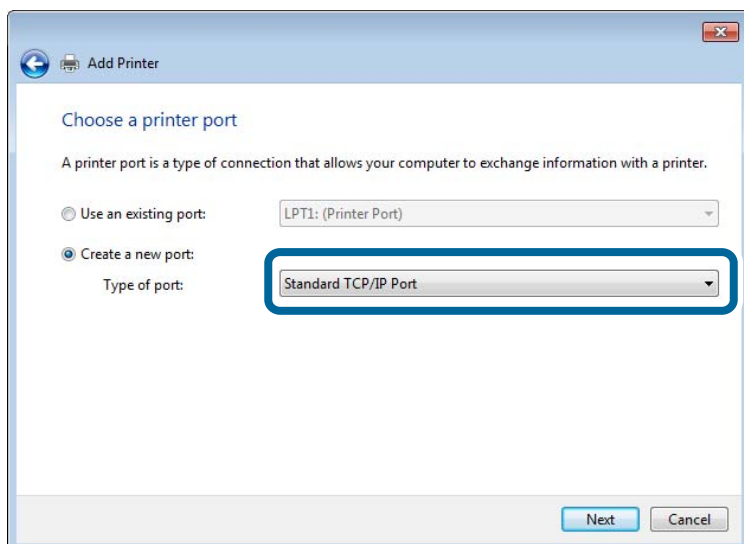 Add Printer
Choose a printer port
A printer port is a type of connection that allows your computer to exchange information with a printer.
Use an existing port: LPT1: (Printer Port)
Create a new port:
Type of port: Standard TCP/IP Port
Next Cancel